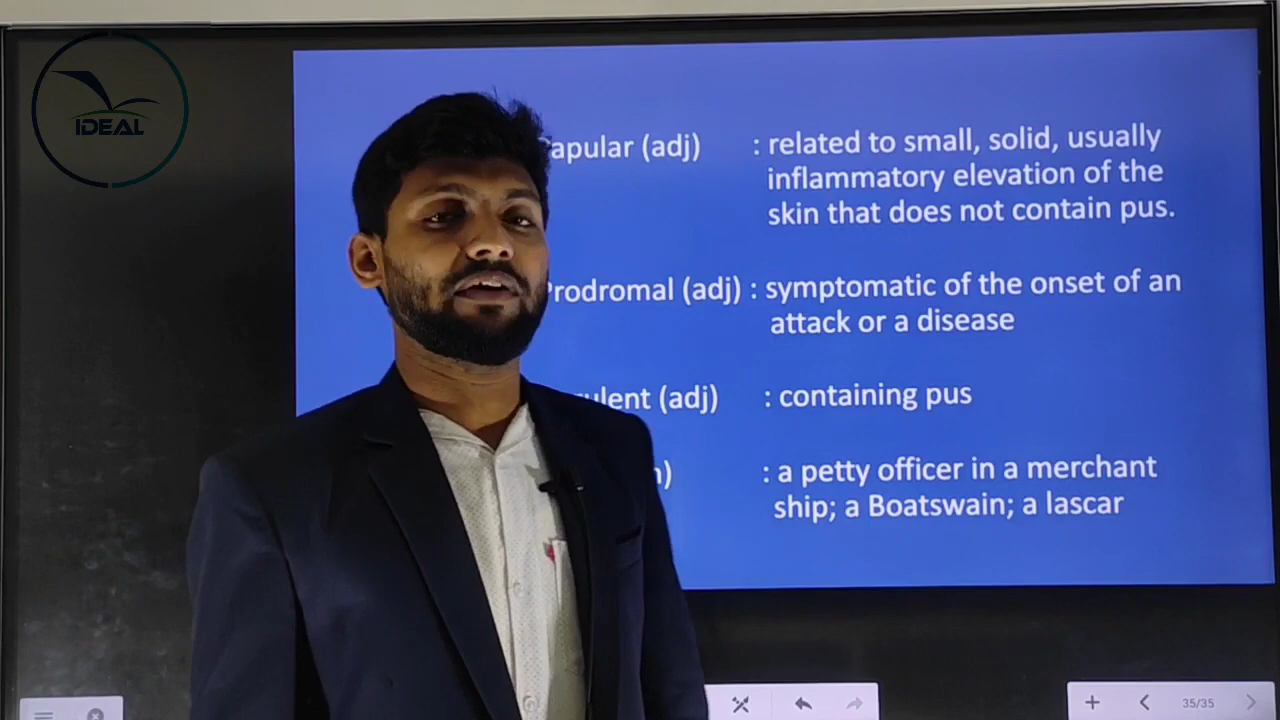 IDEAL
apular (adj) : related to small, solid, usually
inflammatory elevation of the
skin that does not contain pus.
rodromal (adj) : symptomatic of the onset of an
attack or a disease
ulent (adj) : containing pus
) : a petty officer in a merchant
ship; a Boatswain; a lascar
35/35